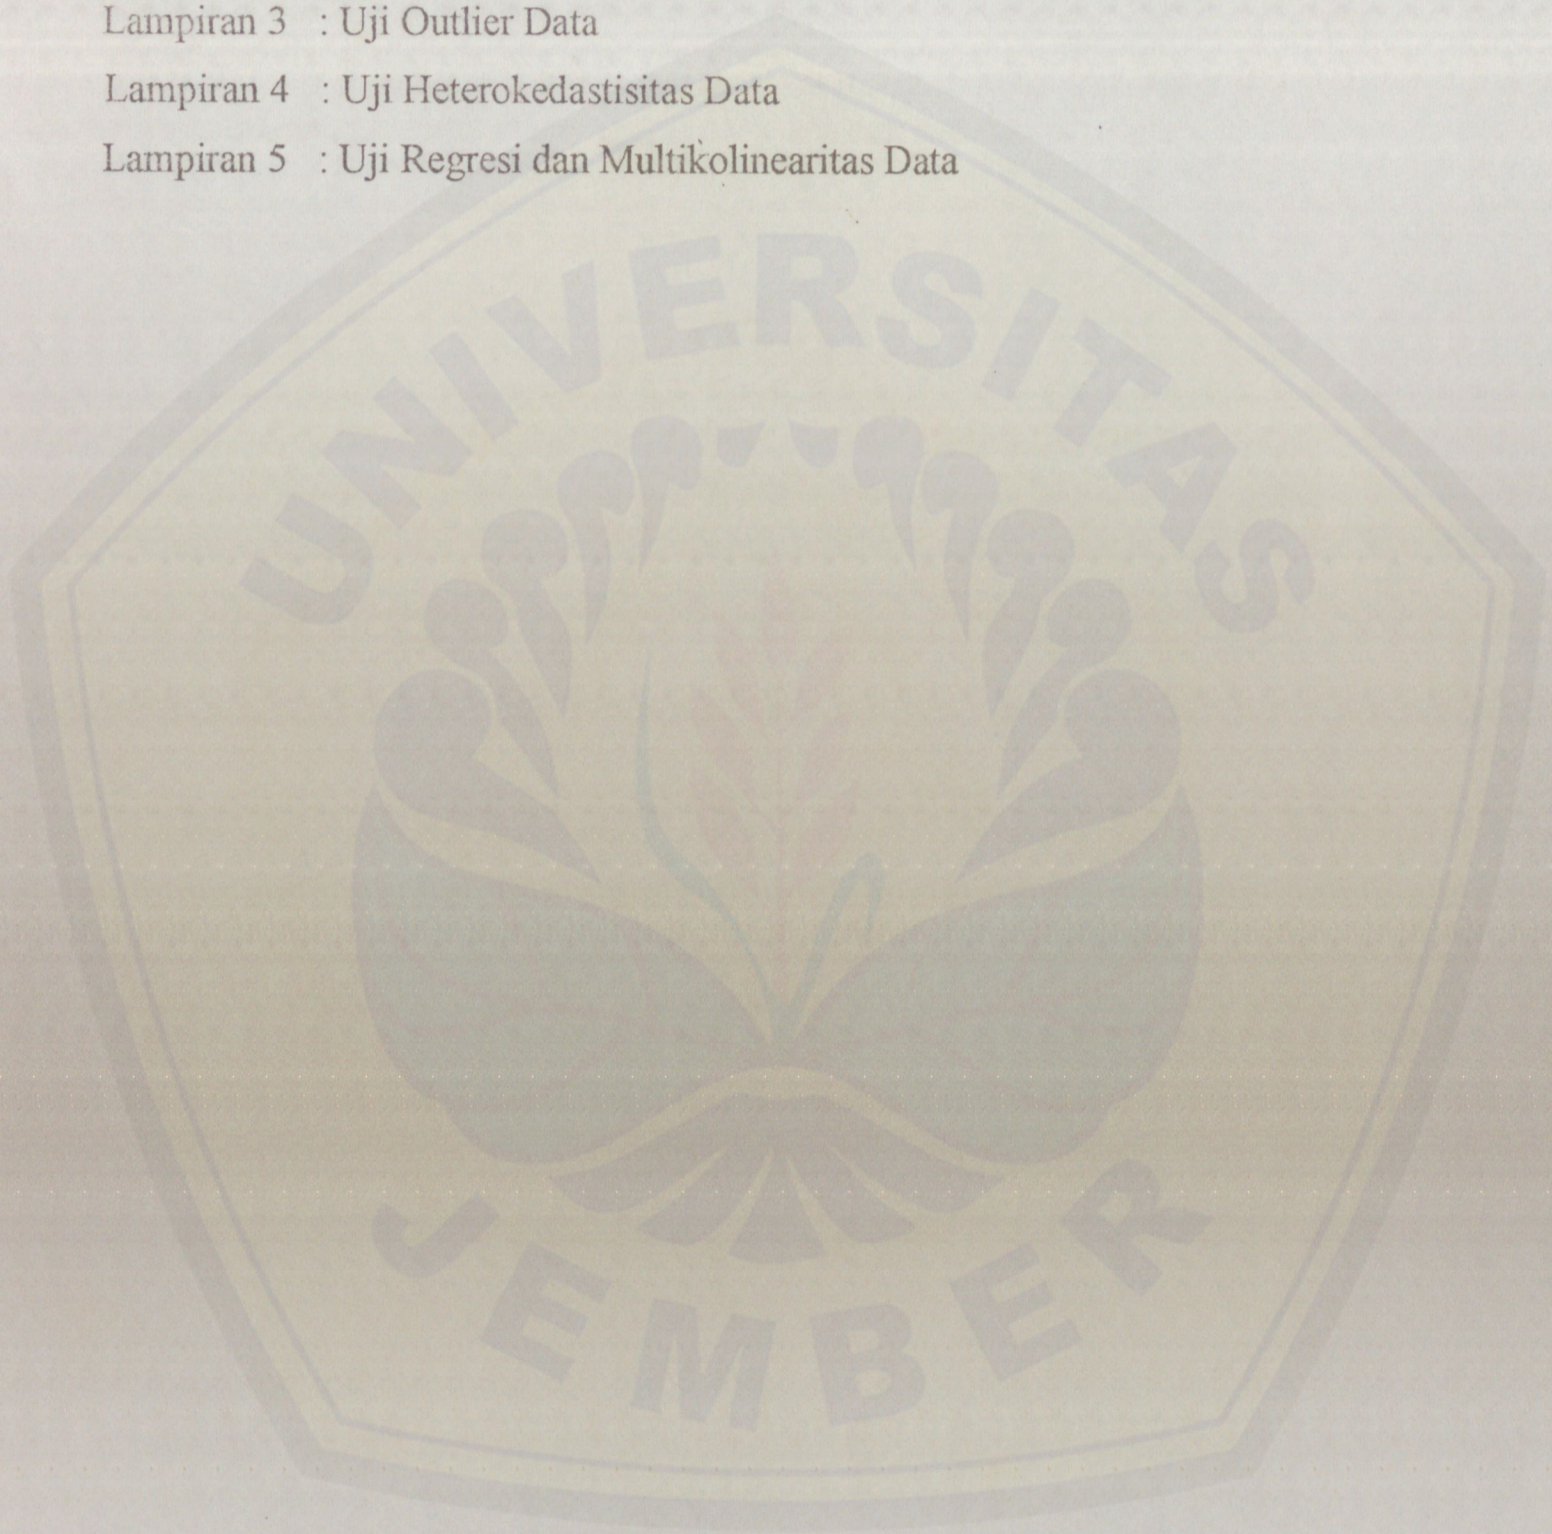 Lampiran 3 : Uji Outlier Data
Lampiran 4 : Uji Heterokedastisitas Data
Lampiran 5 : Uji Regresi dan Multikolinearitas Data
UNIVERSITAS
JEMBER